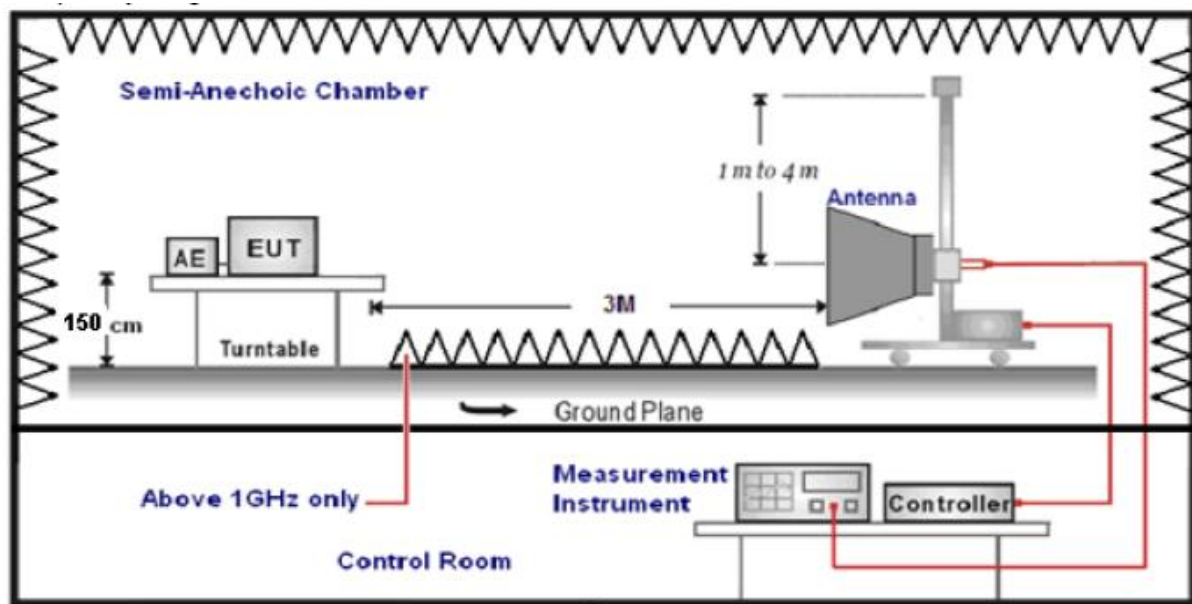 Semi-Anechoic Chamber
1 m to 4 m
Antenna
AE
EUT
3M
150 cm
Turntable
Ground Plane
Above 1GHz only
Measurement
Instrument
Controller
Control Room